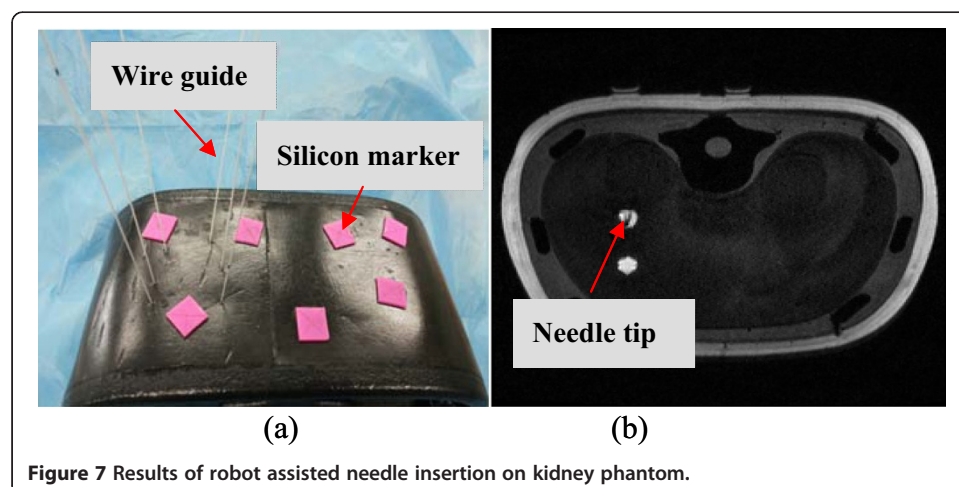 Wire guide
Silicon marker
Needle tip
(a)
(b)
Figure 7 Results of robot assisted needle insertion on kidney phantom.